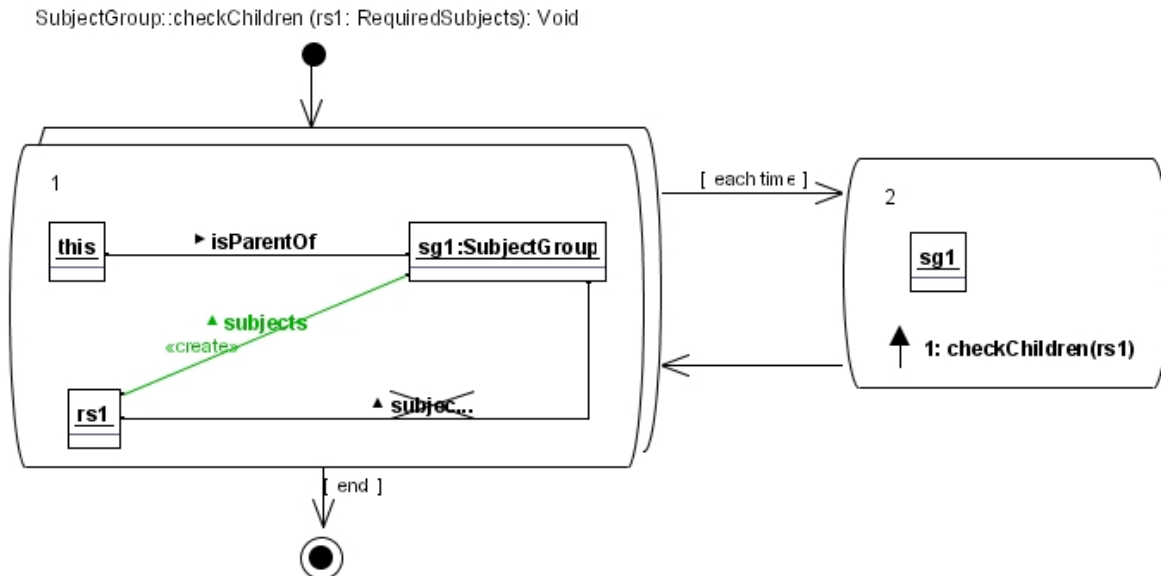 SubjectGroup::checkChildren (rs1: RequiredSubjects): Void
1
this
▶ isParentOf
sg1:SubjectGroup
▲ subjects
«create»
rs1
▲ subjec...
[ each time ]
2
sg1
1: checkChildren(rs1)
[ end ]